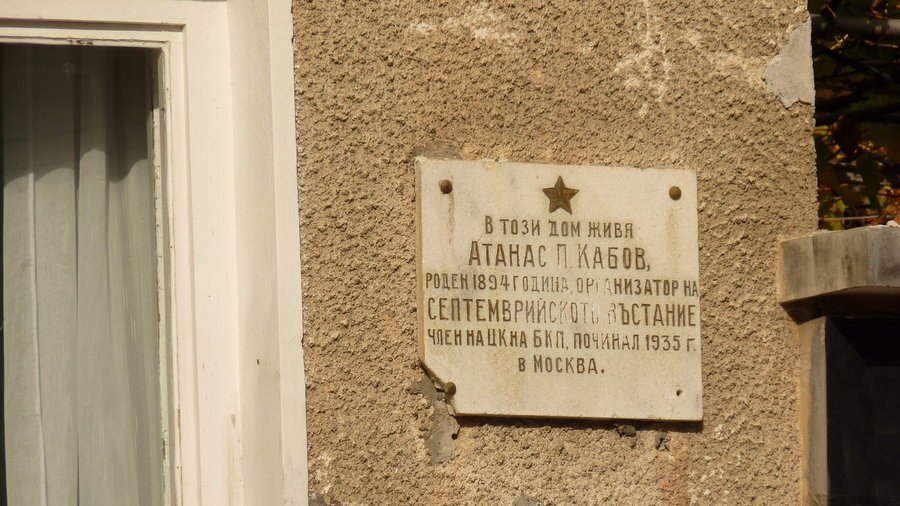 В ТОЗИ ДОМ ЖИВЯ
АТАНАС П. КАБОВ,
РОДЕН 1894 ГОДИНА, ОРГАНИЗАТОР НА
СЕПТЕМВРИЙСКОТО ВЪСТАНИЕ
ЧЛЕН НА ЦК НА БКП, ПОЧИНАЛ 1935 Г.
В МОСКВА.